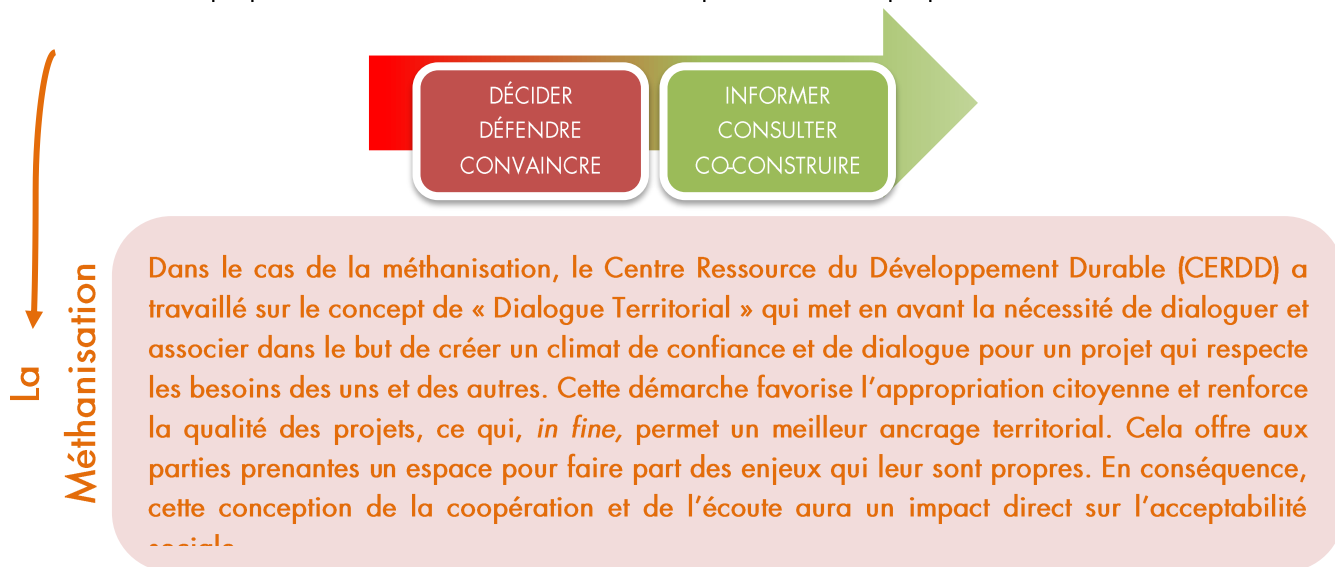 DÉCIDER
DÉFENDRE
CONVAINCRE
INFORMER
CONSULTER
CO-CONSTRUIRE
La
Méthanisation
Dans le cas de la méthanisation, le Centre Ressource du Développement Durable (CERDD) a
travaillé sur le concept de « Dialogue Territorial » qui met en avant la nécessité de dialoguer et
associer dans le but de créer un climat de confiance et de dialogue pour un projet qui respecte
les besoins des uns et des autres. Cette démarche favorise l’appropriation citoyenne et renforce
la qualité des projets, ce qui, in fine, permet un meilleur ancrage territorial. Cela offre aux
parties prenantes un espace pour faire part des enjeux qui leur sont propres. En conséquence,
cette conception de la coopération et de l’écoute aura un impact direct sur l’acceptabilité
sociale